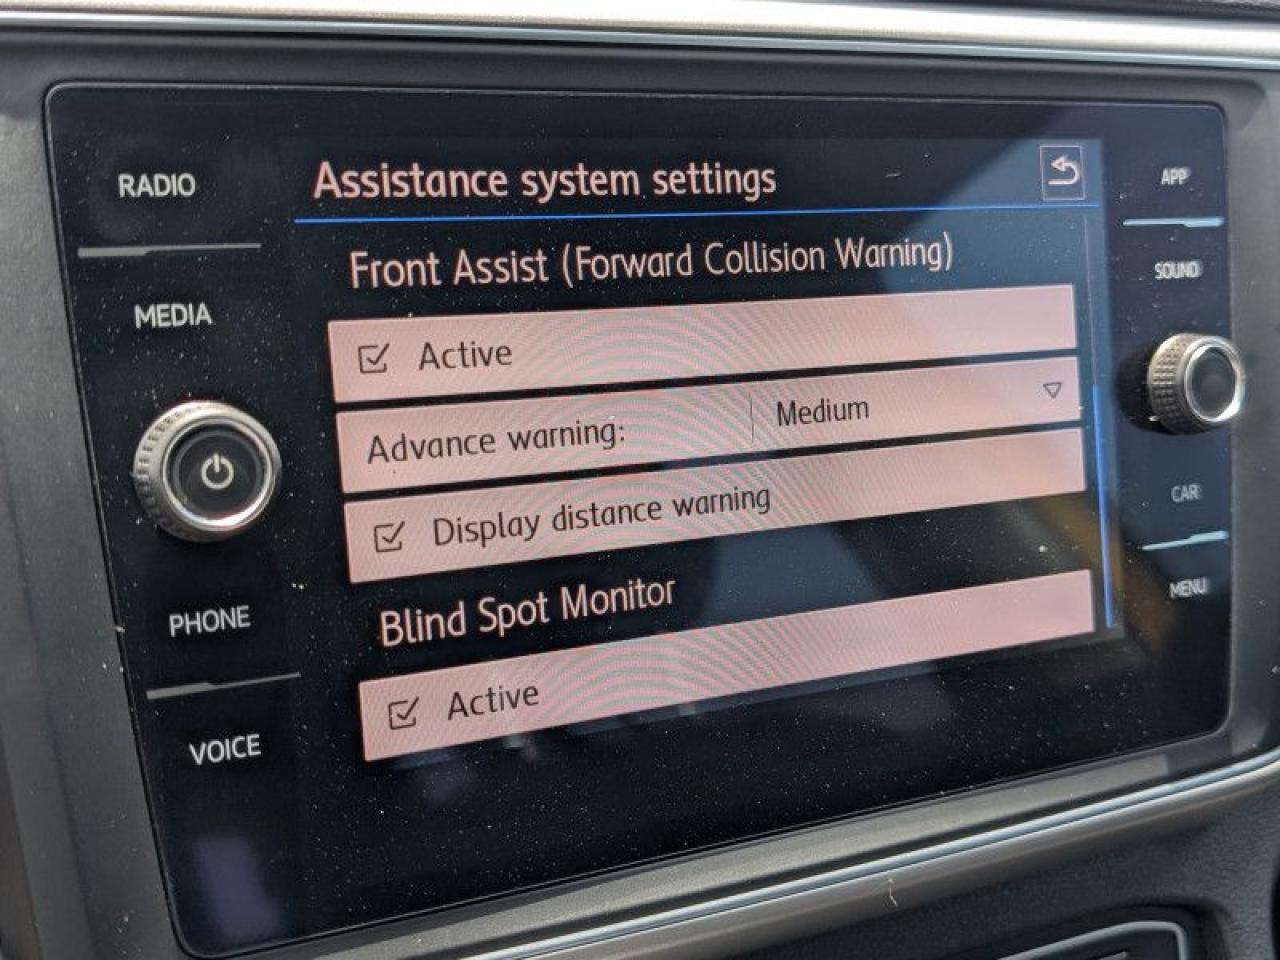 RADIO
MEDIA
PHONE
VOICE
Assistance system settings
Front Assist (Forward Collision Warning)
Active
Advance warning: Medium
Display distance warning
Blind Spot Monitor
Active
APP
SOUND
CAR
MENU